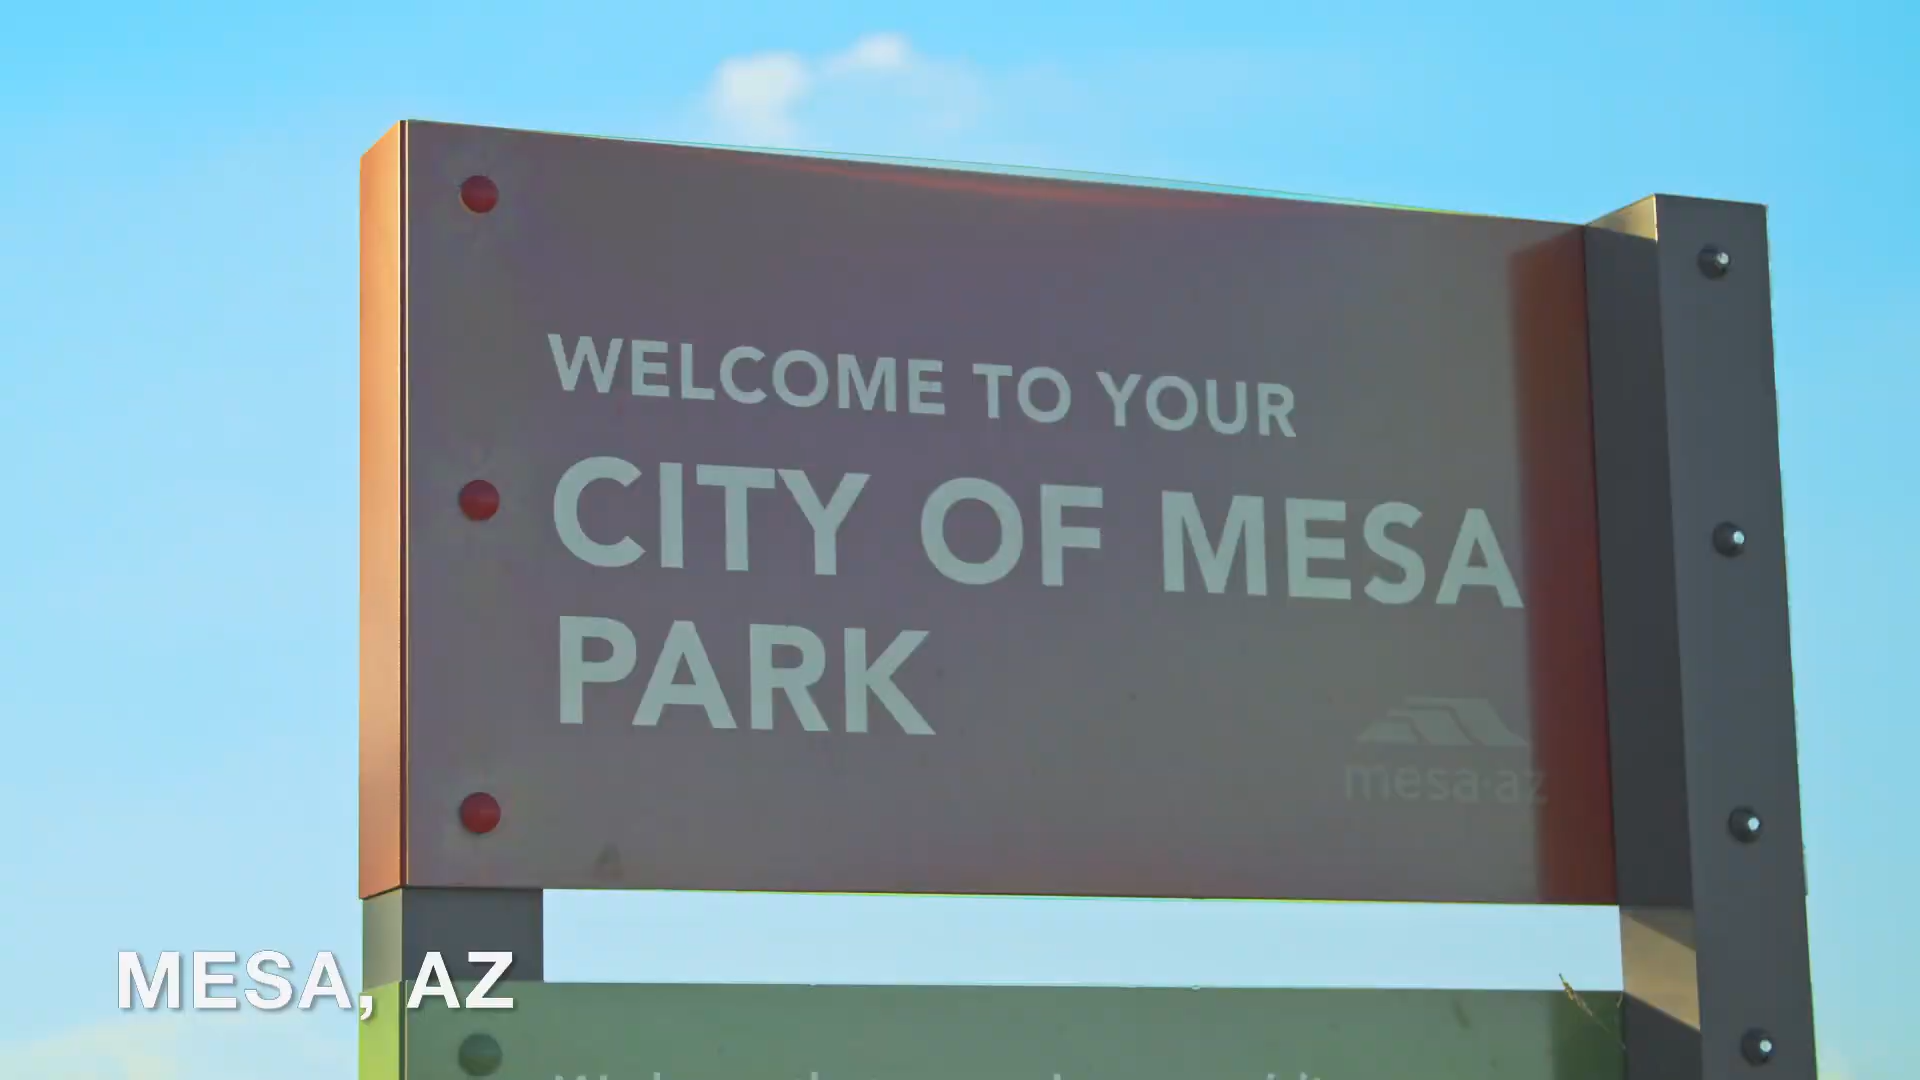 WELCOME TO YOUR
CITY OF MESA
PARK
mesa·az
MESA, AZ